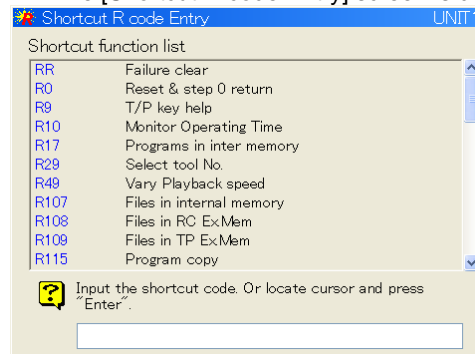 Shortcut R code Entry UNIT
Shortcut function list
RR Failure clear
R0 Reset & step 0 return
R9 T/P key help
R10 Monitor Operating Time
R17 Programs in inter memory
R29 Select tool No.
R49 Vary Playback speed
R107 Files in internal memory
R108 Files in RC ExMem
R109 Files in TP ExMem
R115 Program copy
Input the shortcut code. Or locate cursor and press
"Enter".